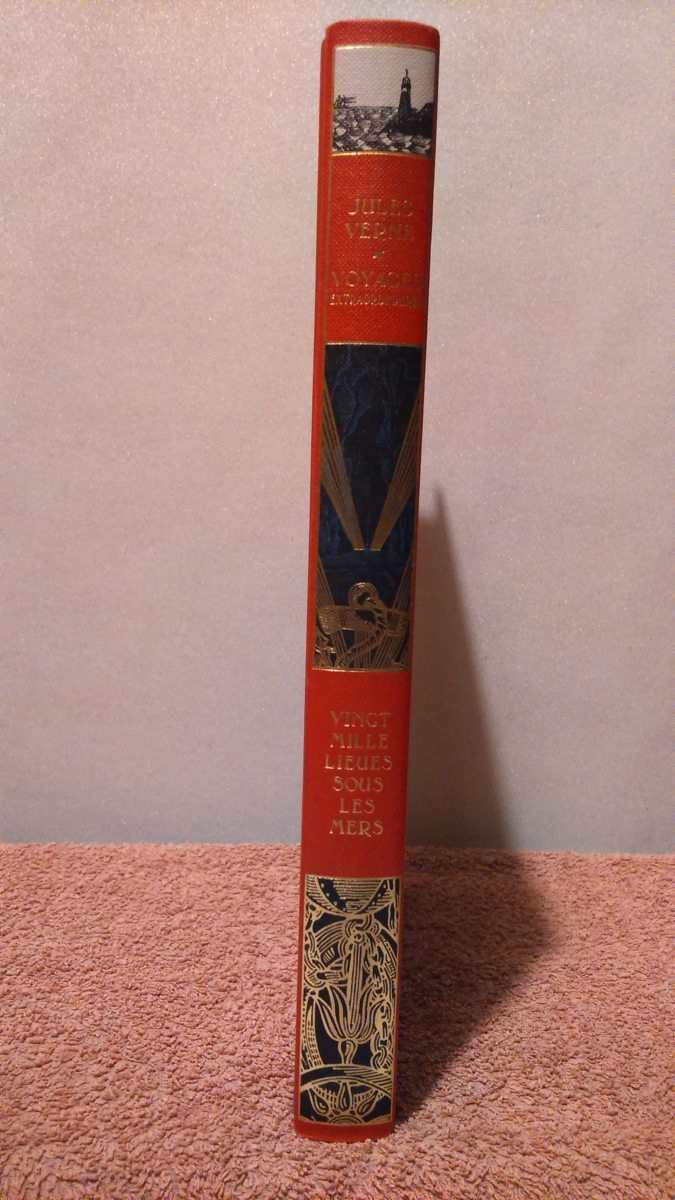 JULES
VERNE
VOYAGES
EXTRAORDINAIRES
VINGT
MILLE
LIEUES
SOUS
LES
MERS